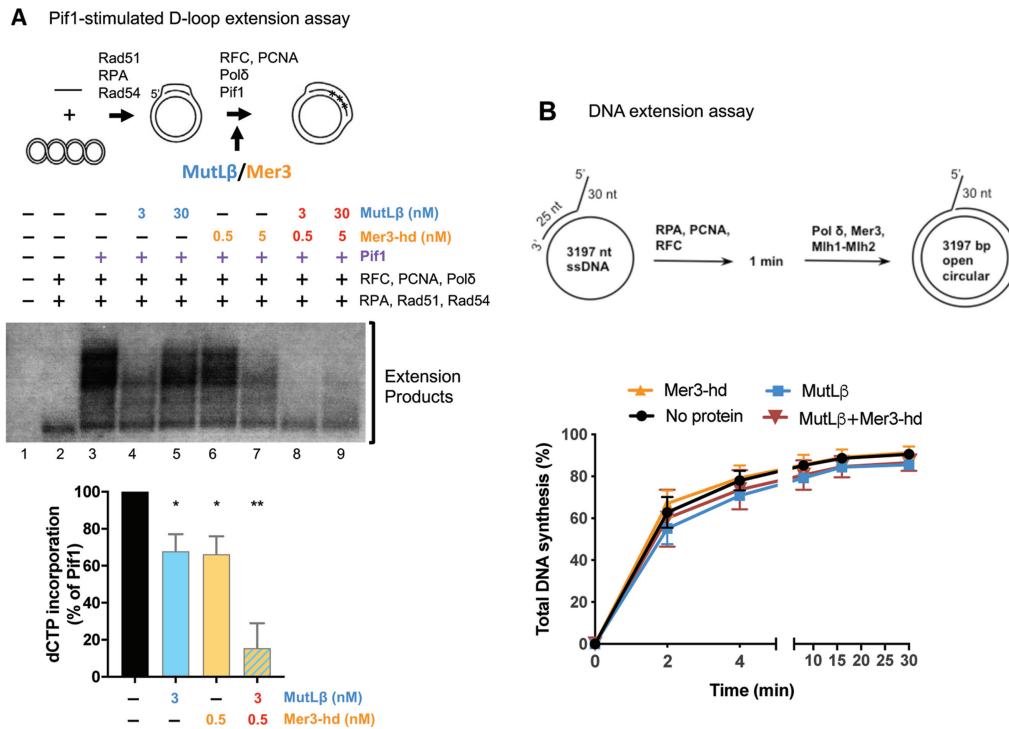 A Pif1-stimulated D-loop extension assay
Rad51
RPA
Rad54
RFC, PCNA
Polδ
Pif1
+
5'
***
MutLβ/Mer3
– – – 3 30 – – 3 30 MutLβ (nM)
– – – – – 0.5 5 0.5 5 Mer3-hd (nM)
– – + + + + + + + Pif1
– + + + + + + + + RFC, PCNA, Polδ
– + + + + + + + + RPA, Rad51, Rad54
Extension
Products
1 2 3 4 5 6 7 8 9
dCTP incorporation
(% of Pif1)
100
80
60
40
20
0
* * **
– 3 – 3 MutLβ (nM)
– – 0.5 0.5 Mer3-hd (nM)
B DNA extension assay
5'
30 nt
25 nt
3'
3197 nt
ssDNA
RPA, PCNA,
RFC
1 min
Pol δ, Mer3,
Mlh1-Mlh2
5'
30 nt
3197 bp
open
circular
Mer3-hd
MutLβ
No protein
MutLβ+Mer3-hd
Total DNA synthesis (%)
100
80
60
40
20
0
0 2 4 10 15 20 25 30
Time (min)